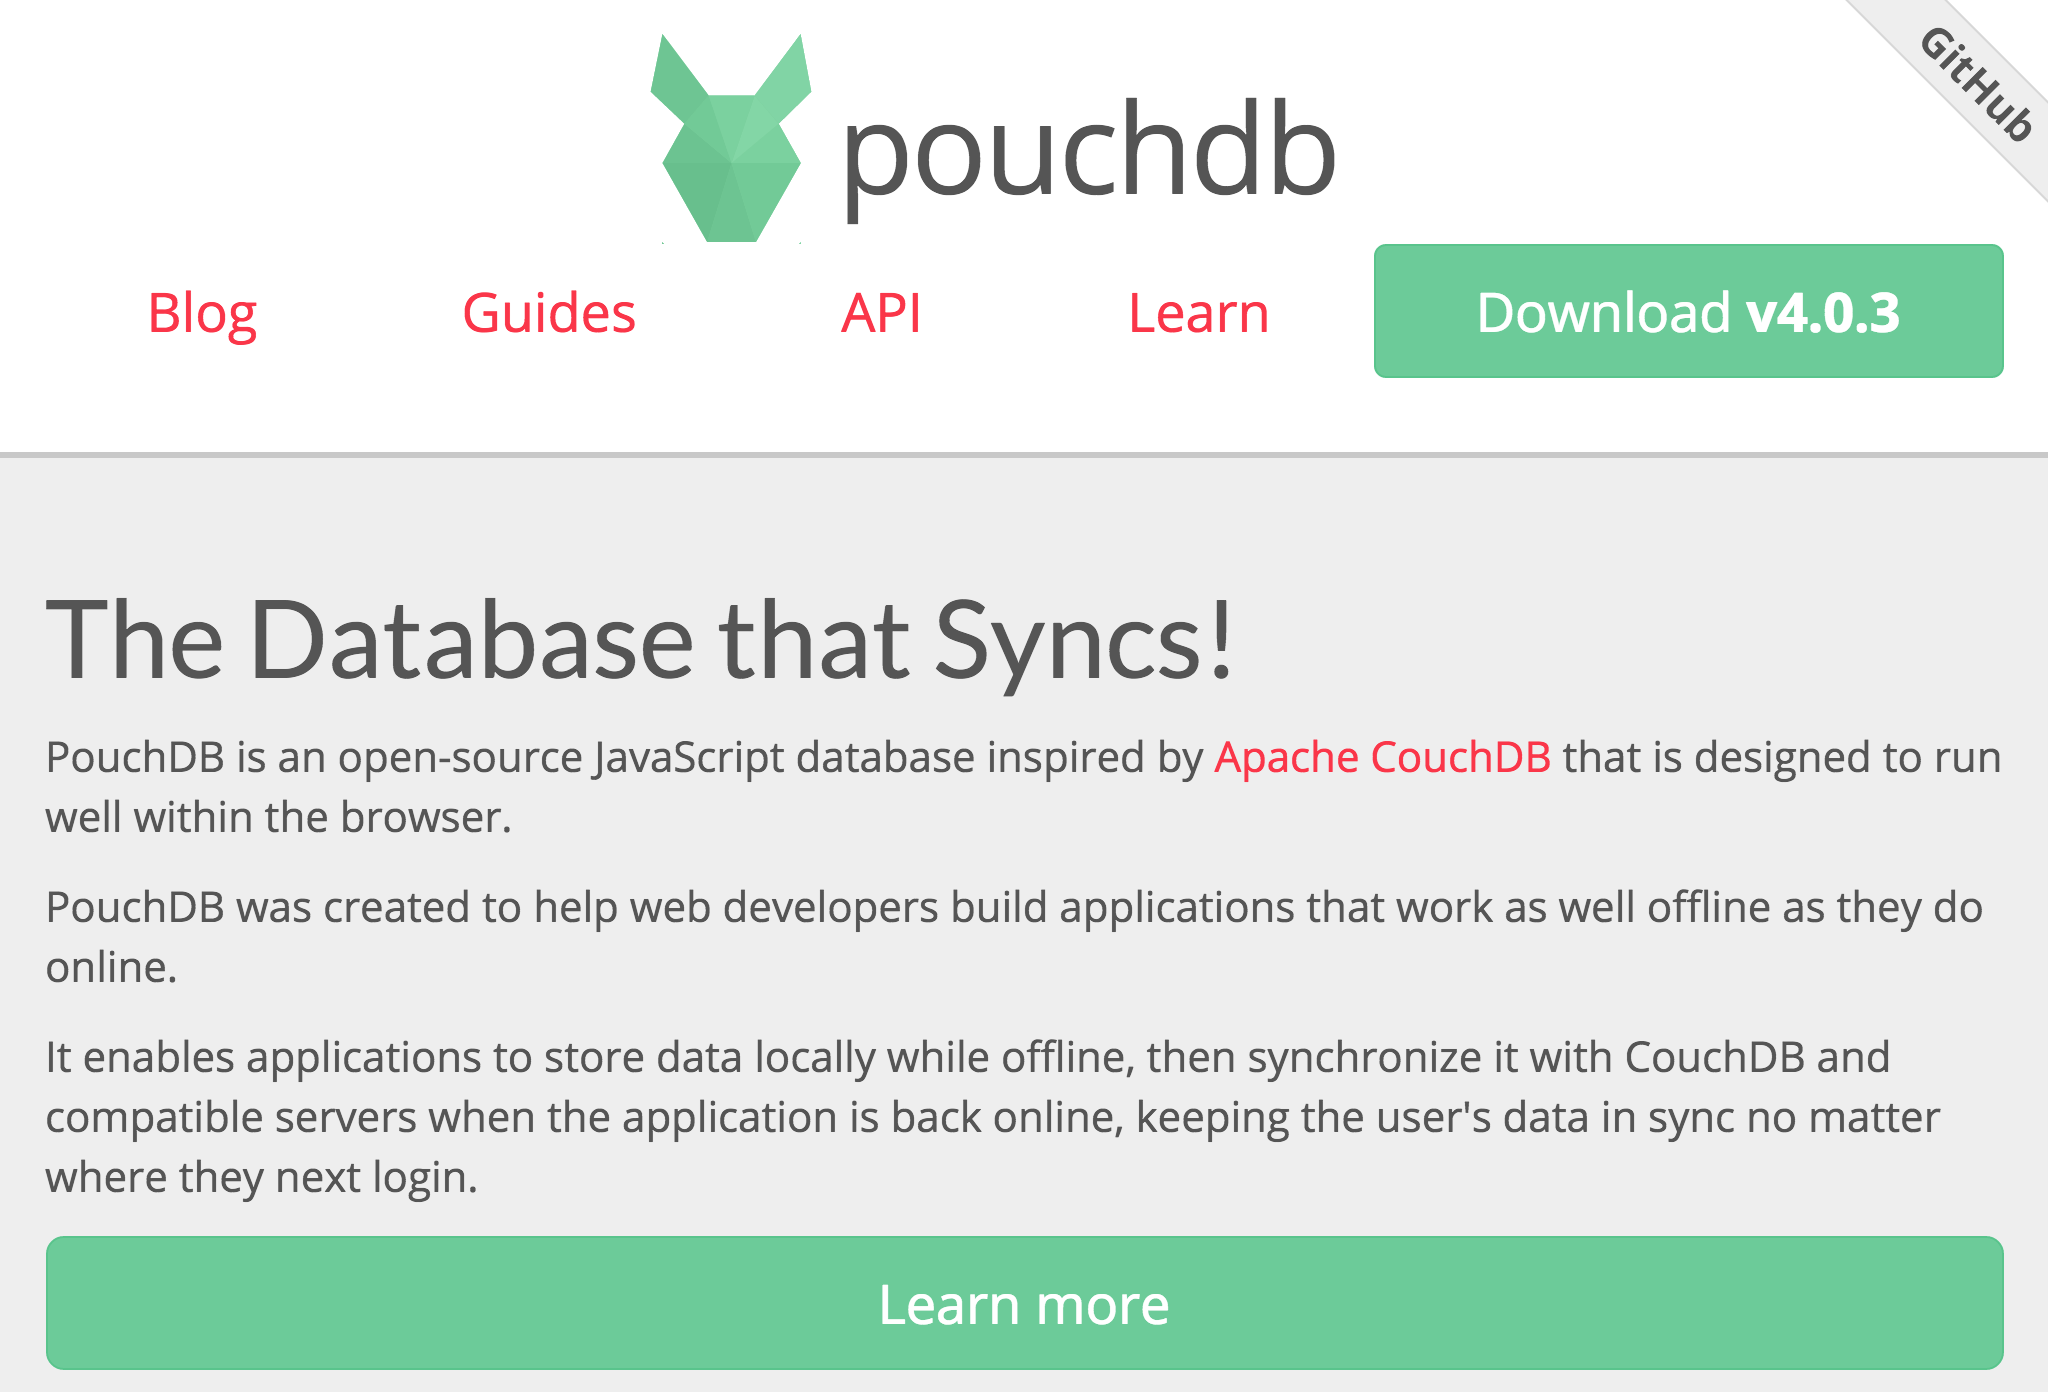 GitHub
pouchdb
Blog Guides API Learn Download v4.0.3
The Database that Syncs!
PouchDB is an open-source JavaScript database inspired by Apache CouchDB that is designed to run
well within the browser.
PouchDB was created to help web developers build applications that work as well offline as they do
online.
It enables applications to store data locally while offline, then synchronize it with CouchDB and
compatible servers when the application is back online, keeping the user's data in sync no matter
where they next login.
Learn more